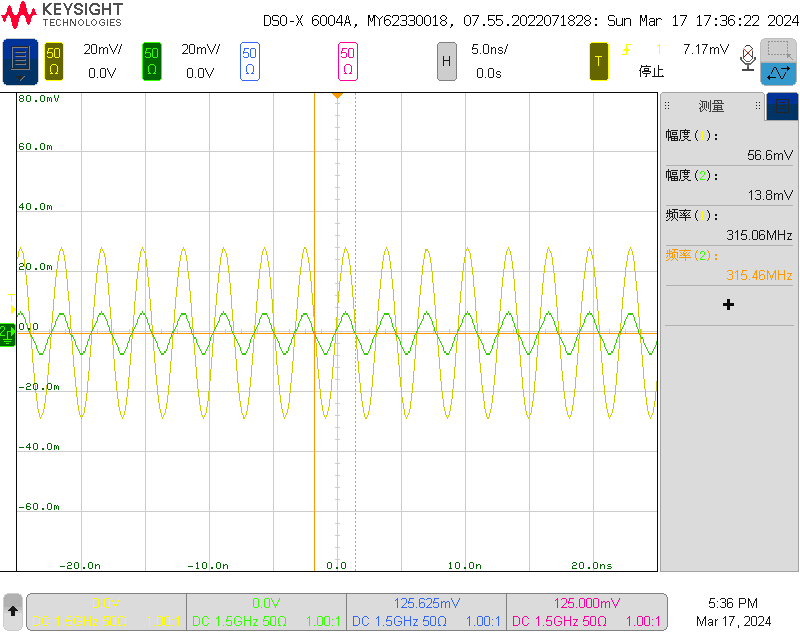 KEYSIGHT
TECHNOLOGIES
DSO-X 6004A, MY62330018, 07.55.2022071828: Sun Mar 17 17:36:22 2024
50Ω 20mV/ 0.0V
50Ω 20mV/ 0.0V
50Ω
50Ω
H 5.0ns/ 0.0s
T 1 7.17mV
停止
80.0mV
60.0m
40.0m
20.0m
0.0
-20.0m
-40.0m
-60.0m
-20.0n -10.0n 0.0 10.0n 20.0ns
T
2
测量
幅度(1):
56.6mV
幅度(2):
13.8mV
频率(1):
315.06MHz
频率(2):
315.46MHz
+
0.0V 0.0V 125.625mV 125.000mV
DC 1.5GHz 50Ω 1.00:1 DC 1.5GHz 50Ω 1.00:1 DC 1.5GHz 50Ω 1.00:1 DC 1.5GHz 50Ω 1.00:1
5:36 PM
Mar 17, 2024